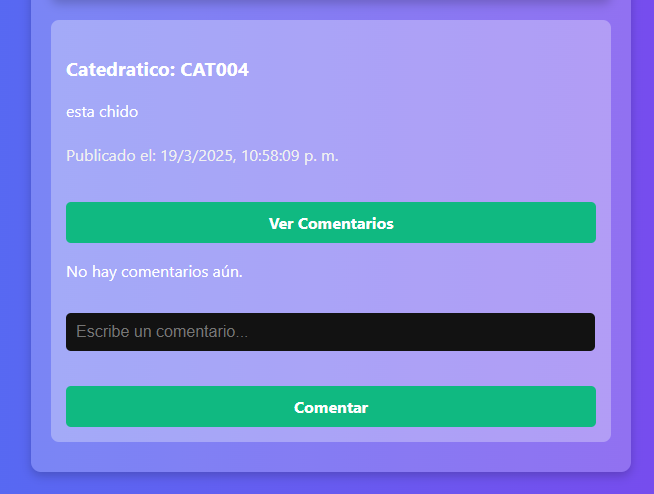 Catedratico: CAT004
esta chido
Publicado el: 19/3/2025, 10:58:09 p. m.
Ver Comentarios
No hay comentarios aún.
Escribe un comentario...
Comentar